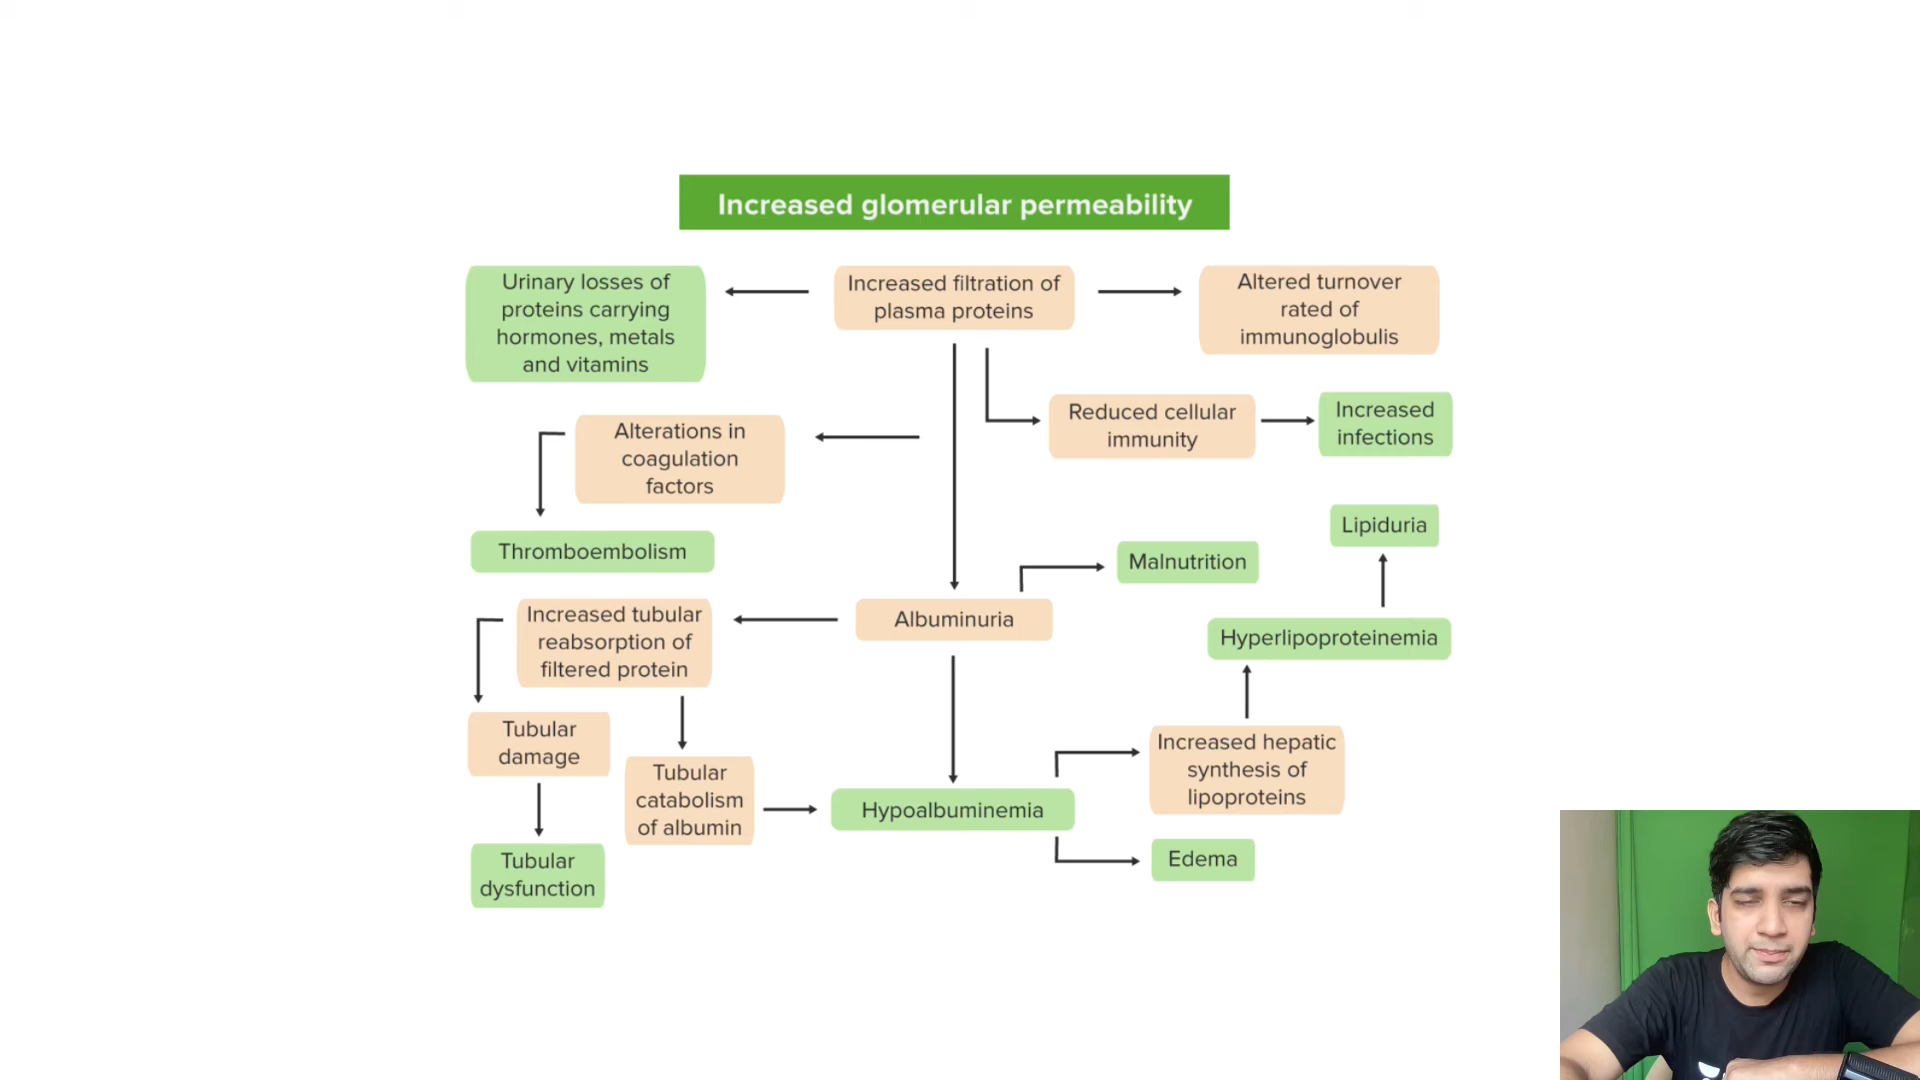 Increased glomerular permeability
Urinary losses of
proteins carrying
hormones, metals
and vitamins
Increased filtration of
plasma proteins
Altered turnover
rated of
immunoglobulis
Alterations in
coagulation
factors
Reduced cellular
immunity
Increased
infections
Thromboembolism
Malnutrition
Lipiduria
Increased tubular
reabsorption of
filtered protein
Albuminuria
Hyperlipoproteinemia
Tubular
damage
Tubular
catabolism
of albumin
Hypoalbuminemia
Increased hepatic
synthesis of
lipoproteins
Tubular
dysfunction
Edema